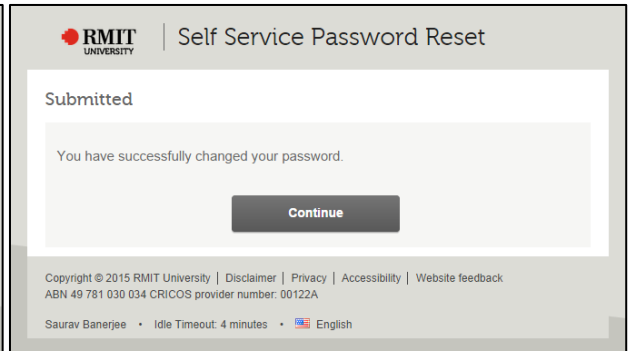 RMIT
UNIVERSITY
Self Service Password Reset
Submitted
You have successfully changed your password.
Continue
Copyright © 2015 RMIT University | Disclaimer | Privacy | Accessibility | Website feedback
ABN 49 781 030 034 CRICOS provider number: 00122A
Saurav Banerjee • Idle Timeout: 4 minutes • English